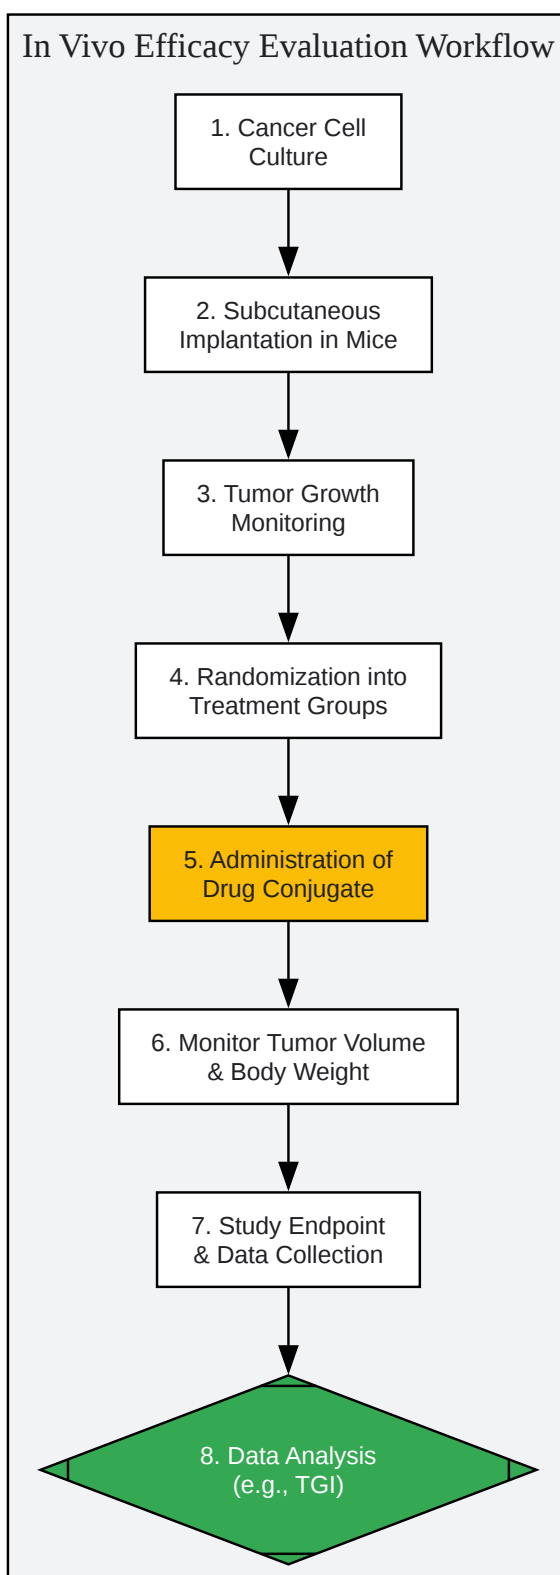 In Vivo Efficacy Evaluation Workflow
1. Cancer Cell
Culture
2. Subcutaneous
Implantation in Mice
3. Tumor Growth
Monitoring
4. Randomization into
Treatment Groups
5. Administration of
Drug Conjugate
6. Monitor Tumor Volume
& Body Weight
7. Study Endpoint
& Data Collection
8. Data Analysis
(e.g., TGI)